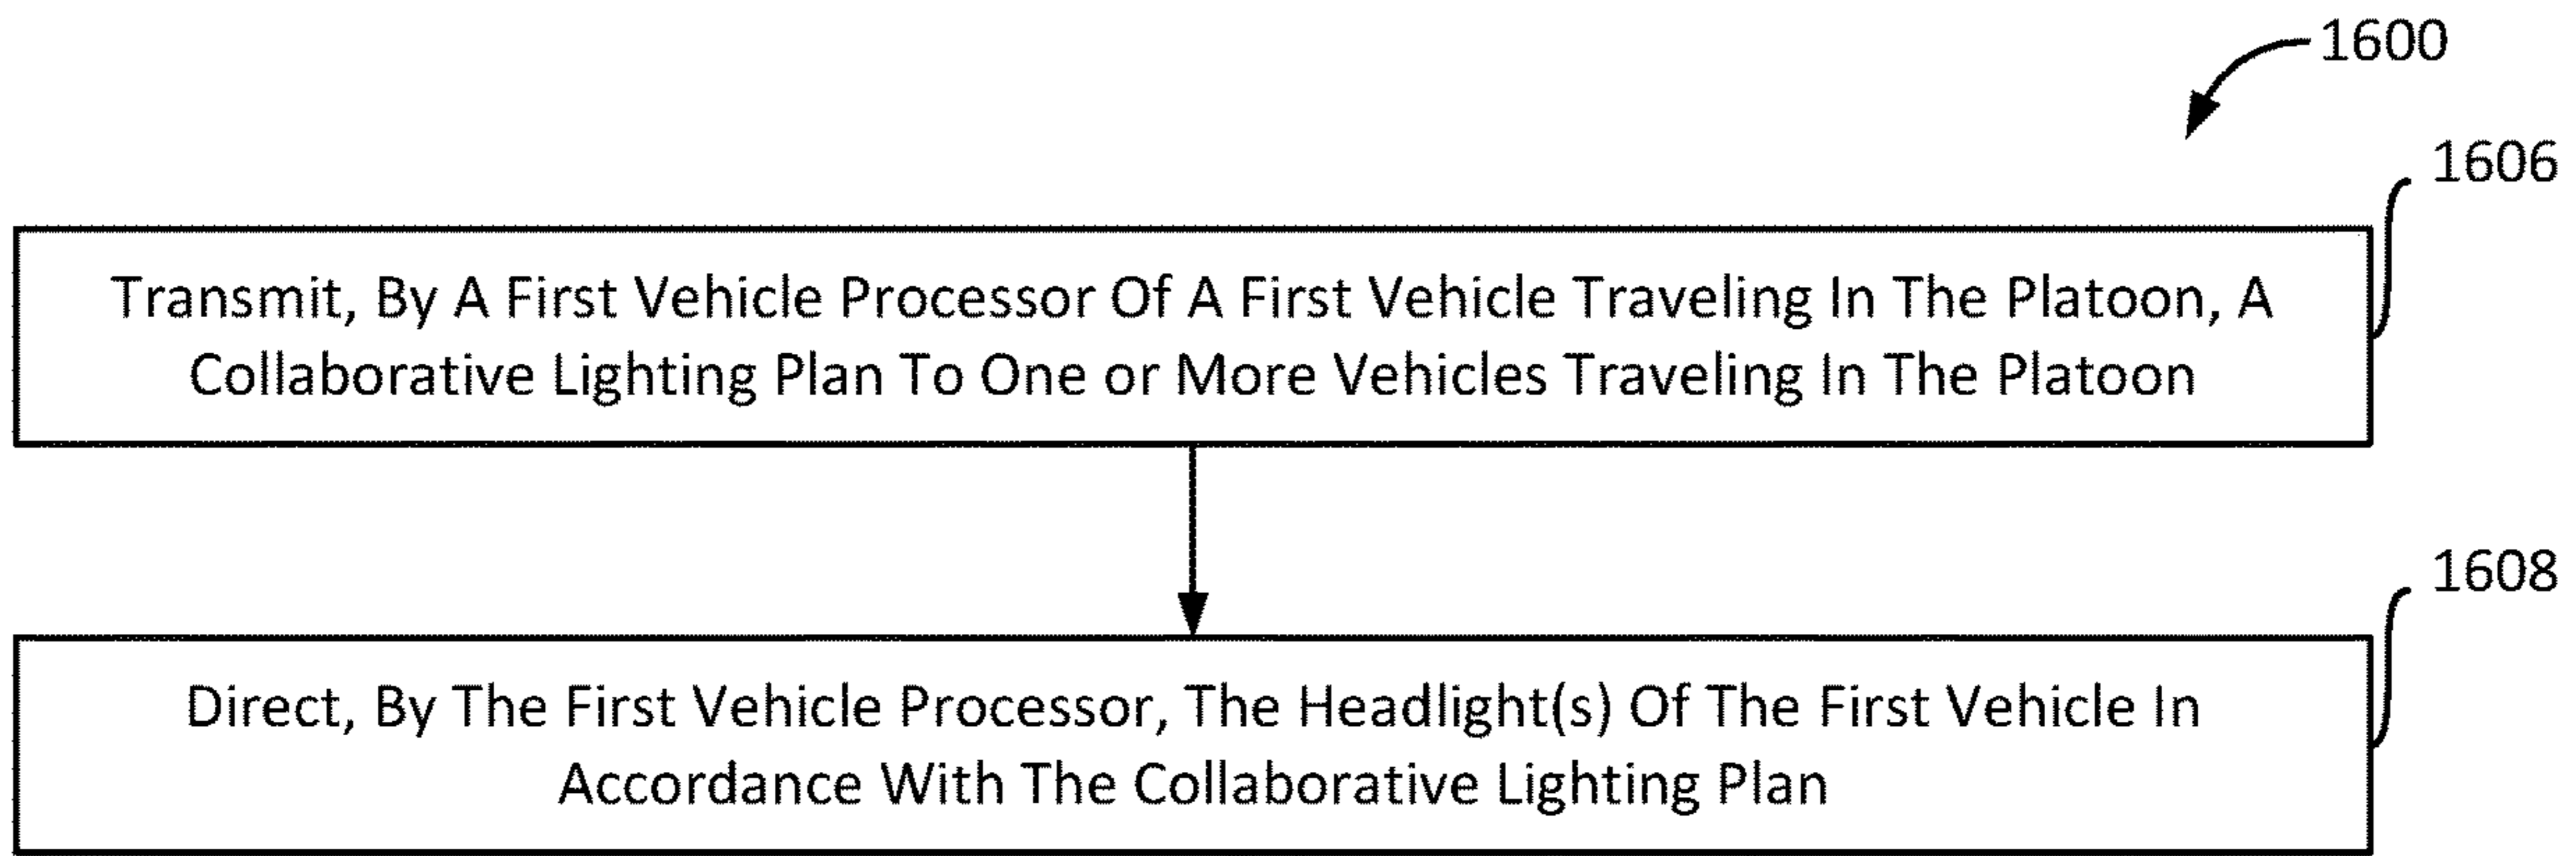 1600
1606
Transmit, By A First Vehicle Processor Of A First Vehicle Traveling In The Platoon, A
Collaborative Lighting Plan To One or More Vehicles Traveling In The Platoon
1608
Direct, By The First Vehicle Processor, The Headlight(s) Of The First Vehicle In
Accordance With The Collaborative Lighting Plan